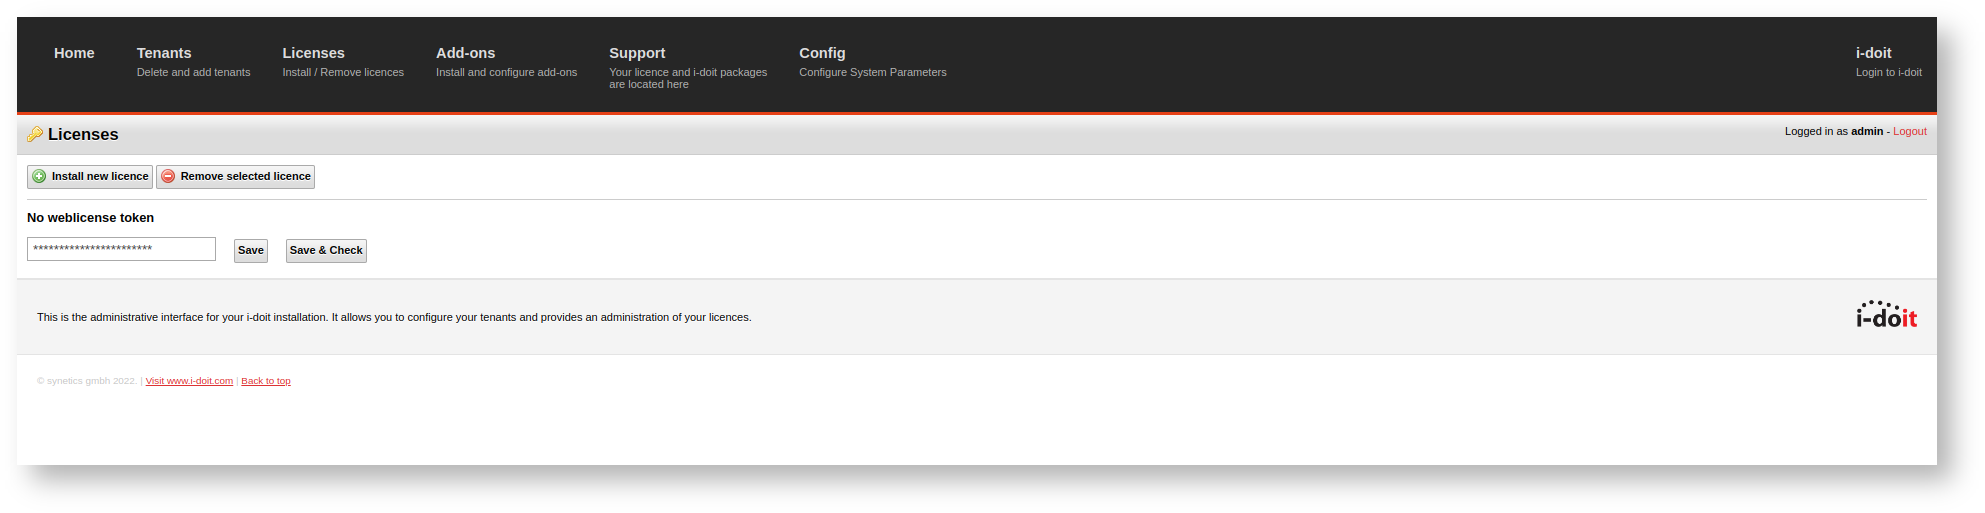 Home
Tenants
Delete and add tenants
Licenses
Install / Remove licences
Add-ons
Install and configure add-ons
Support
Your licence and i-doit packages
are located here
Config
Configure System Parameters
i-doit
Login to i-doit
Licenses
Logged in as admin - Logout
Install new licence
Remove selected licence
No weblicense token
***********************
Save
Save & Check
This is the administrative interface for your i-doit installation. It allows you to configure your tenants and provides an administration of your licences.
i-doit
© synetics gmbh 2022. | Visit www.i-doit.com | Back to top